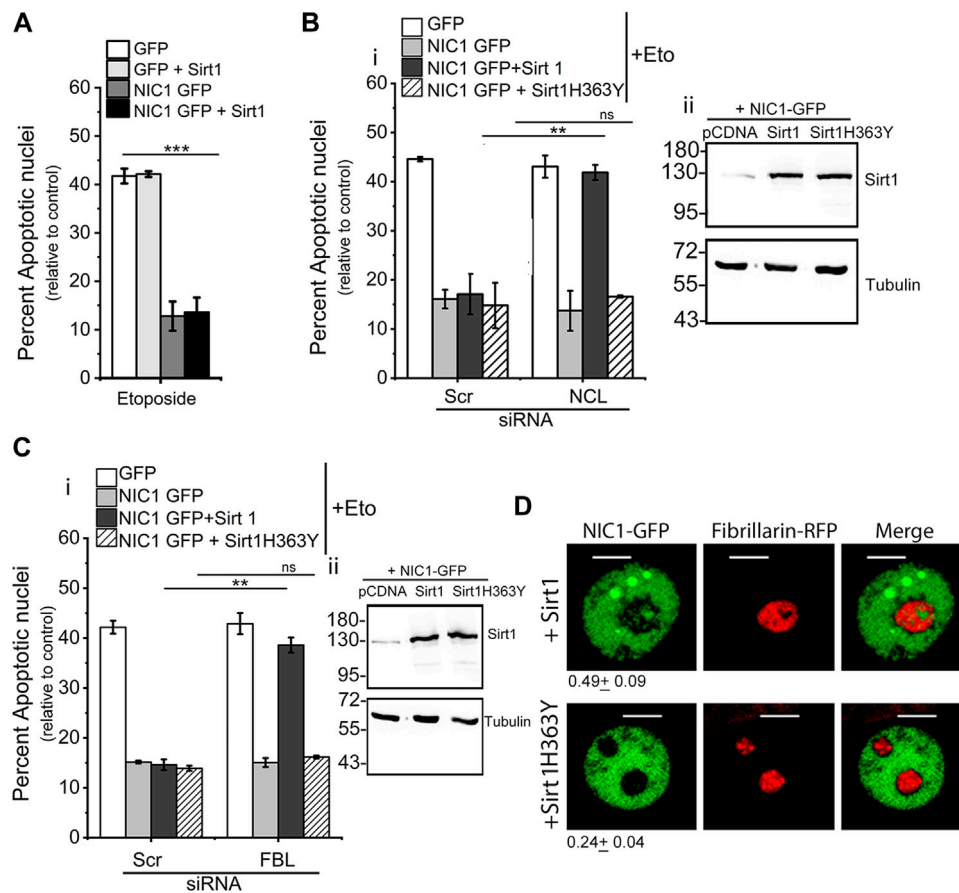 A
GFP
GFP + Sirt1
NIC1 GFP
NIC1 GFP + Sirt1
Percent Apoptotic nuclei
(relative to control)
60
50
40
30
20
10
0
***
Etoposide
B
i
GFP
NIC1 GFP
NIC1 GFP+Sirt 1
NIC1 GFP + Sirt1H363Y
+Eto
Percent Apoptotic nuclei
(relative to control)
60
50
40
30
20
10
0
ns
**
Scr
NCL
siRNA
ii
+ NIC1-GFP
pCDNA Sirt1 Sirt1H363Y
180
130
95
Sirt1
72
55
43
Tubulin
C
i
GFP
NIC1 GFP
NIC1 GFP+Sirt 1
NIC1 GFP + Sirt1H363Y
+Eto
Percent Apoptotic nuclei
(relative to control)
60
50
40
30
20
10
0
ns
**
Scr
FBL
siRNA
ii
+ NIC1-GFP
pCDNA Sirt1 Sirt1H363Y
180
130
95
Sirt1
72
55
43
Tubulin
D
NIC1-GFP Fibrillarin-RFP Merge
+ Sirt1
0.49± 0.09
+Sirt1H363Y
0.24± 0.04